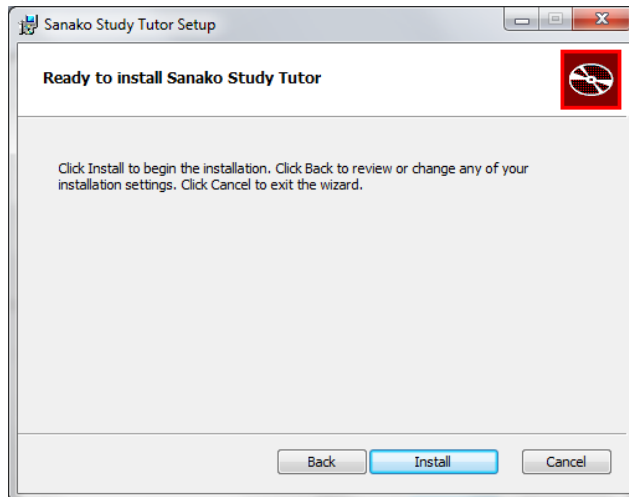 Sanako Study Tutor Setup
Ready to install Sanako Study Tutor
Click Install to begin the installation. Click Back to review or change any of your
installation settings. Click Cancel to exit the wizard.
Back Install Cancel